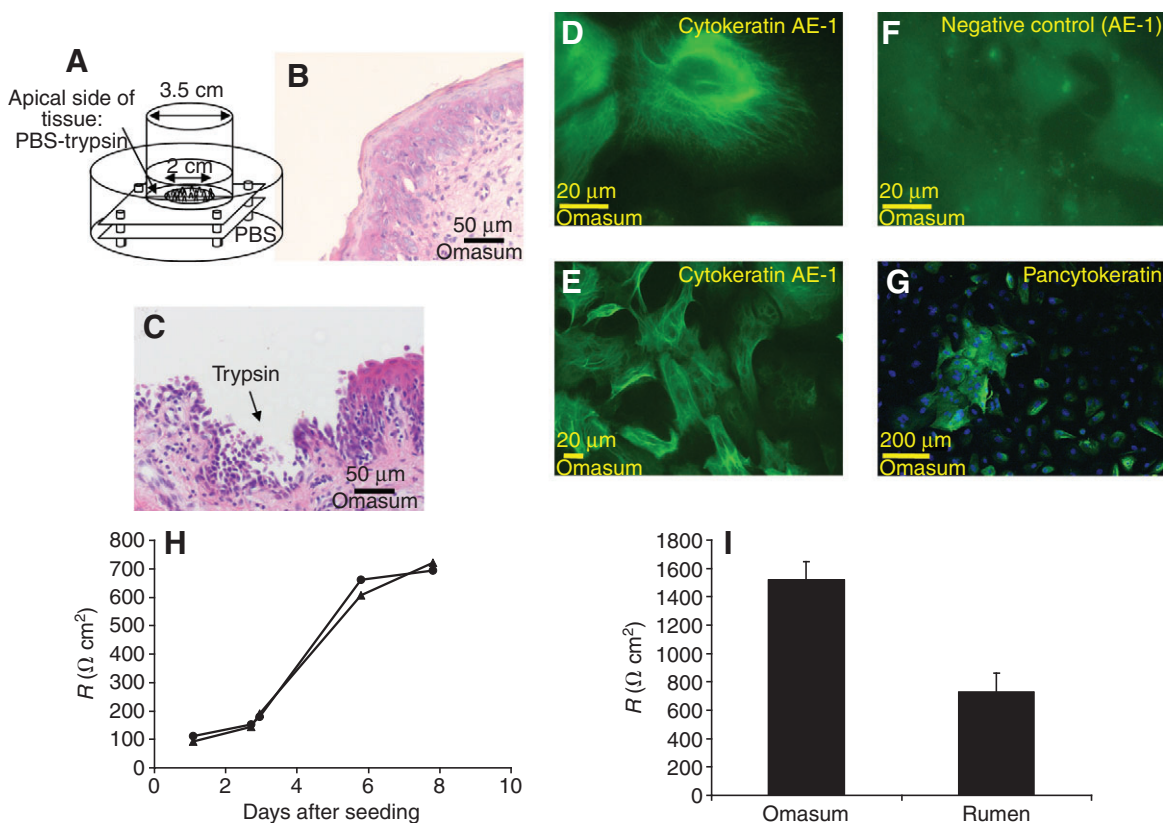 A
3.5 cm
Apical side of
tissue:
PBS-trypsin
2 cm
PBS
B
50 μm
Omasum
C
Trypsin
50 μm
Omasum
D
Cytokeratin AE-1
20 μm
Omasum
F
Negative control (AE-1)
20 μm
Omasum
E
Cytokeratin AE-1
20 μm
Omasum
G
Pancytokeratin
200 μm
Omasum
H
800
700
600
500
400
300
200
100
0
R (Ω cm²)
0 2 4 6 8 10
Days after seeding
I
1800
1600
1400
1200
1000
800
600
400
200
0
R (Ω cm²)
Omasum Rumen